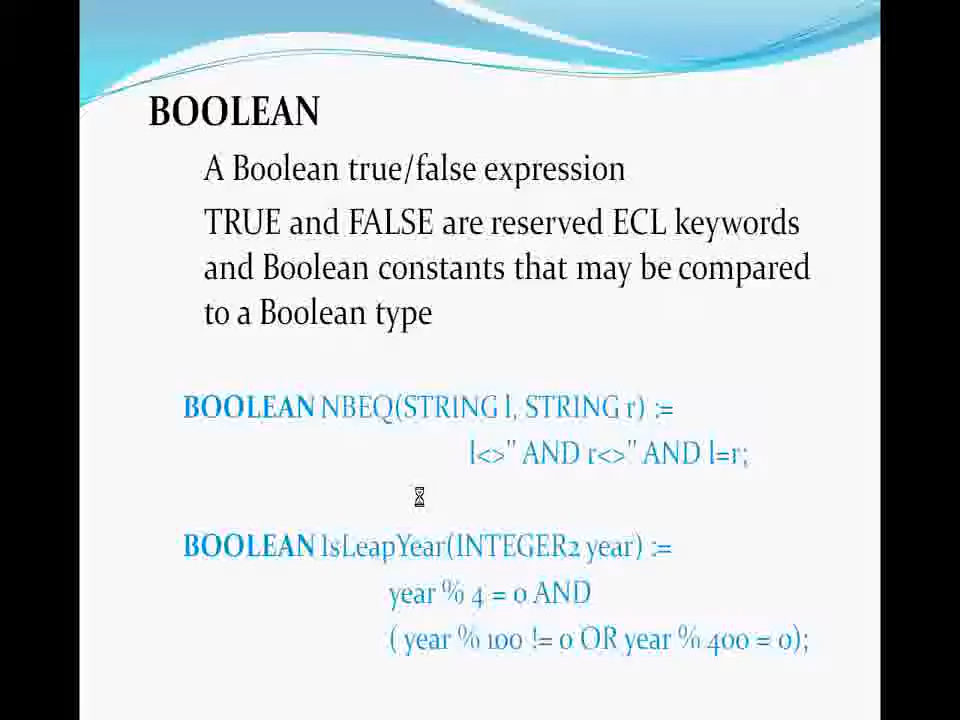 BOOLEAN
A Boolean true/false expression
TRUE and FALSE are reserved ECL keywords
and Boolean constants that may be compared
to a Boolean type
BOOLEAN NBEQ(STRING l, STRING r) :=
l<>'' AND r<>'' AND l=r;
BOOLEAN IsLeapYear(INTEGER2 year) :=
year % 4 = 0 AND
( year % 100 != 0 OR year % 400 = 0);